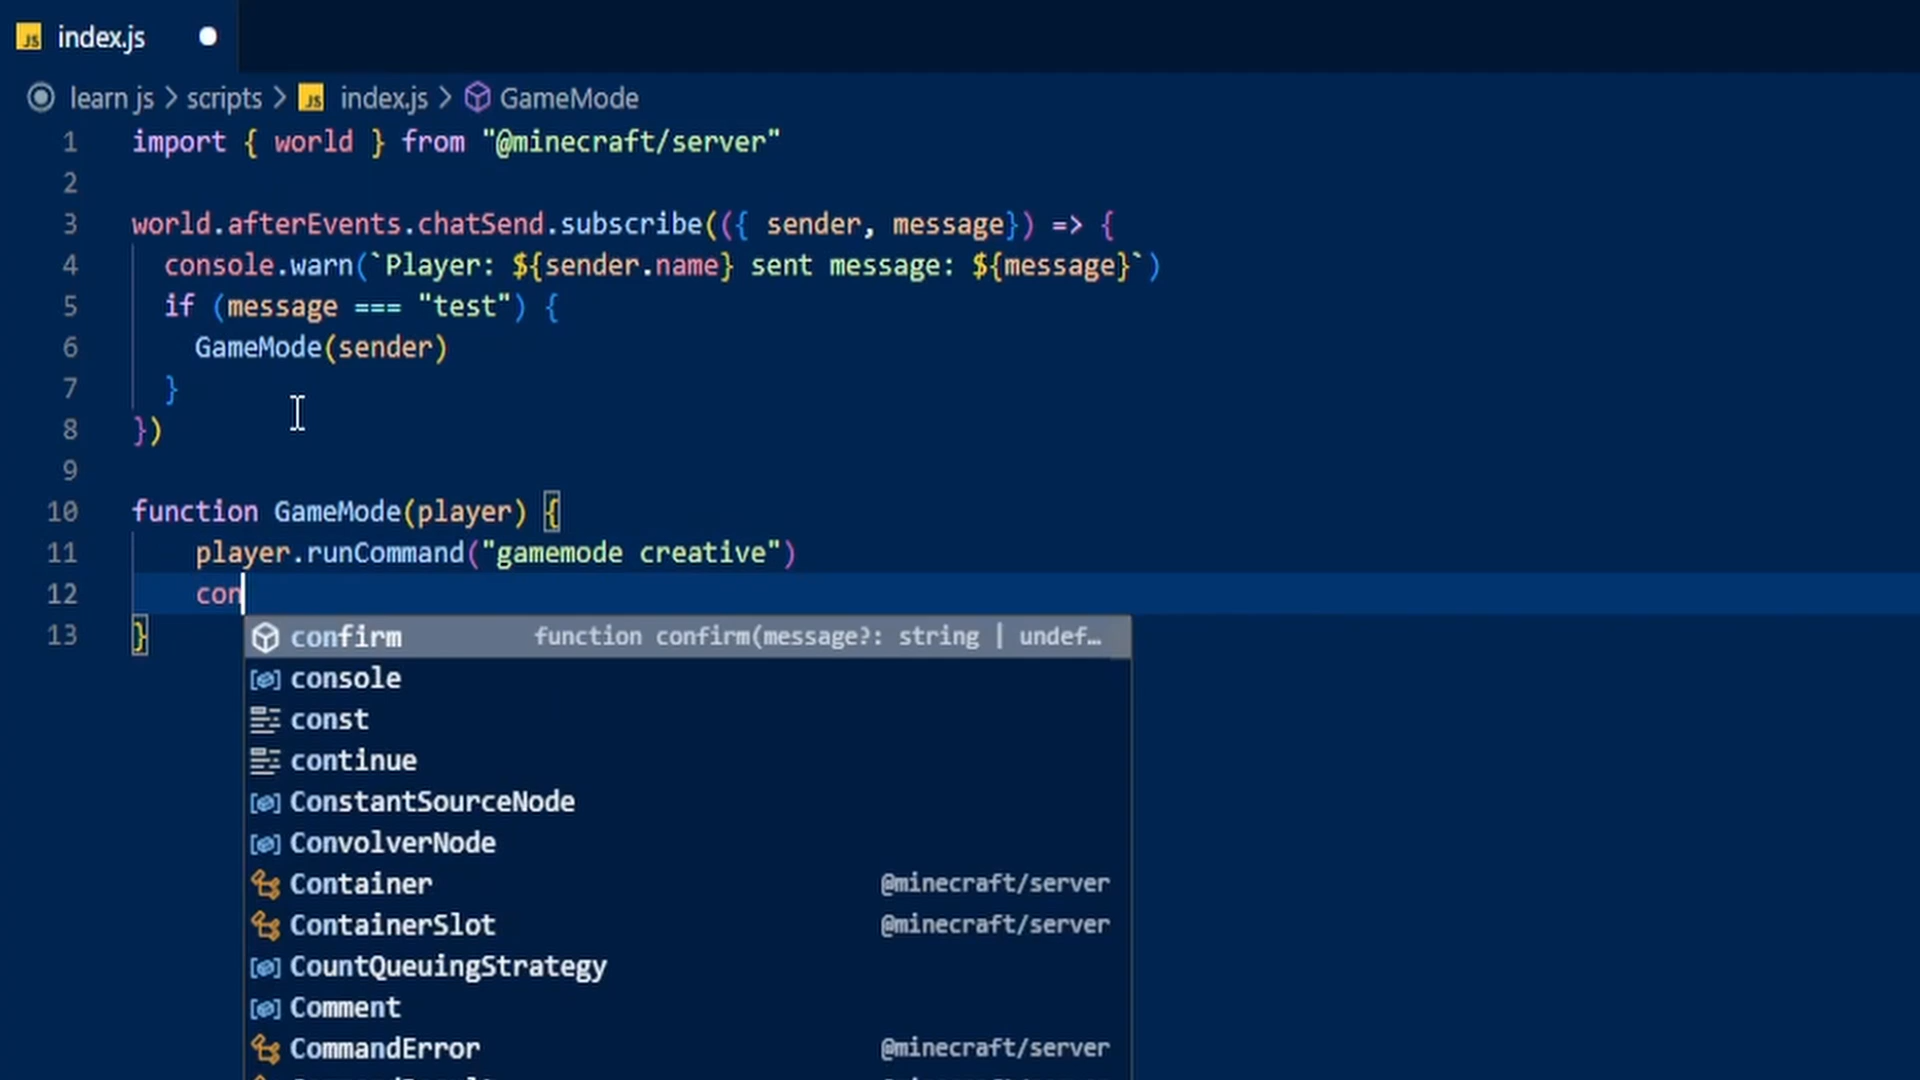 JS index.js
learn js > scripts > JS index.js > GameMode
1 import { world } from "@minecraft/server"
2
3 world.afterEvents.chatSend.subscribe(({ sender, message}) => {
4 console.warn(`Player: ${sender.name} sent message: ${message}`)
5 if (message === "test") {
6 GameMode(sender)
7 }
8 })
9
10 function GameMode(player) {
11 player.runCommand("gamemode creative")
12 con
13 }
confirm function confirm(message?: string | undef…
console
const
continue
ConstantSourceNode
ConvolverNode
Container @minecraft/server
ContainerSlot @minecraft/server
CountQueuingStrategy
Comment
CommandError @minecraft/server